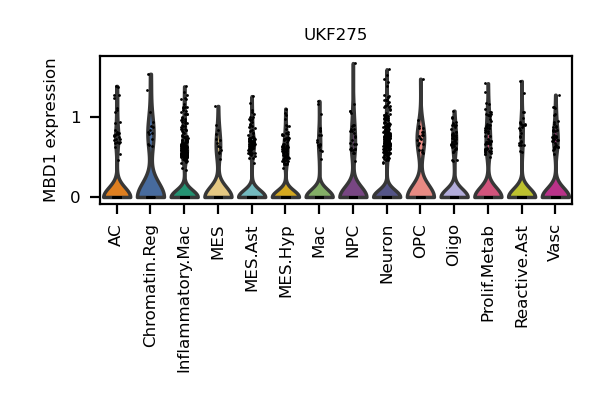 UKF275
MBD1 expression
1
0
AC
Chromatin.Reg
Inflammatory.Mac
MES
MES.Ast
MES.Hyp
Mac
NPC
Neuron
OPC
Oligo
Prolif.Metab
Reactive.Ast
Vasc